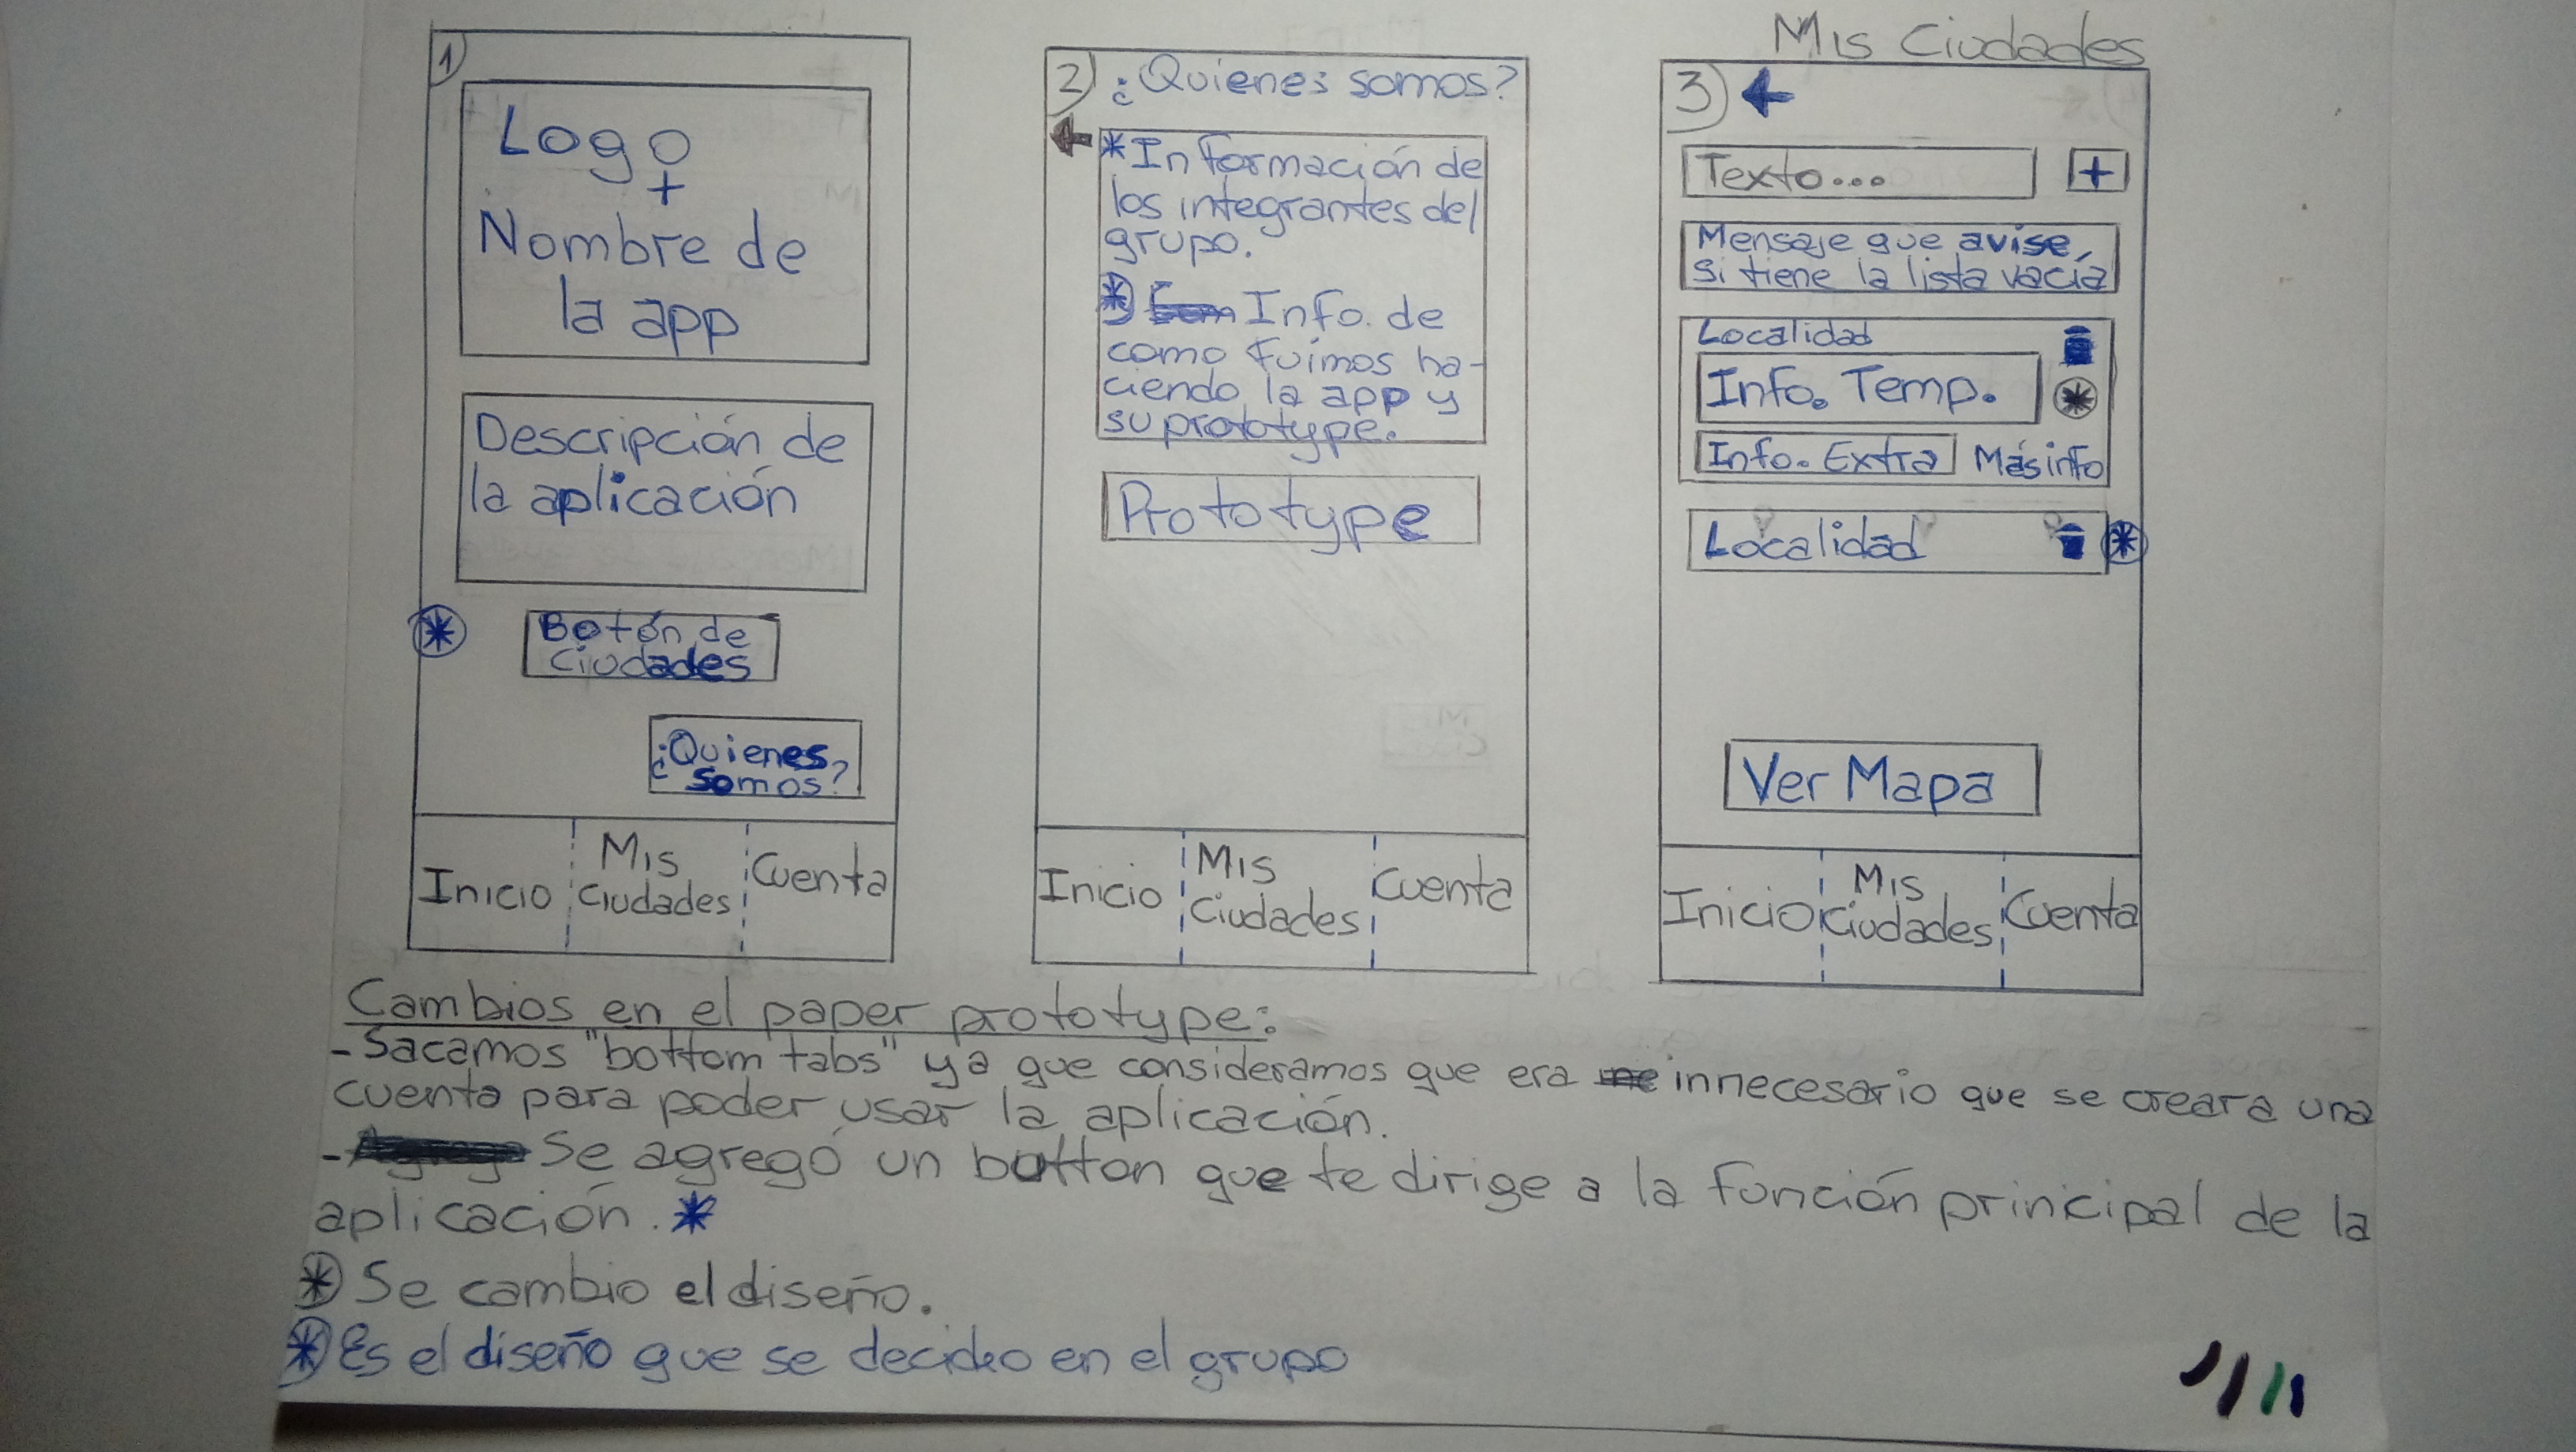 1)
Logo
+
Nombre de
la app
Descripción de
la aplicación
* Botón de
Ciudades
¿Quienes
somos?
Inicio Mis Ciudades Cuenta
2) ¿Quienes somos?
* Información de
los integrantes del
grupo.
* Info. de
como fuimos ha-
ciendo la app y
su prototype.
Prototype
Inicio Mis Ciudades Cuenta
Mis Ciudades
3) ←
Texto... +
Mensaje que avise,
si tiene la lista vacía
Localidad
Info. Temp. *
Info. Extra Más info
Localidad *
Ver Mapa
Inicio Mis Ciudades Cuenta
Cambios en el paper prototype:
- Sacamos "bottom tabs" ya que consideramos que era innecesario que se creara una
cuenta para poder usar la aplicación.
- Se agregó un button que te dirige a la función prinicipal de la
aplicación. *
* Se cambio el diseño.
* Es el diseño que se decideo en el grupo